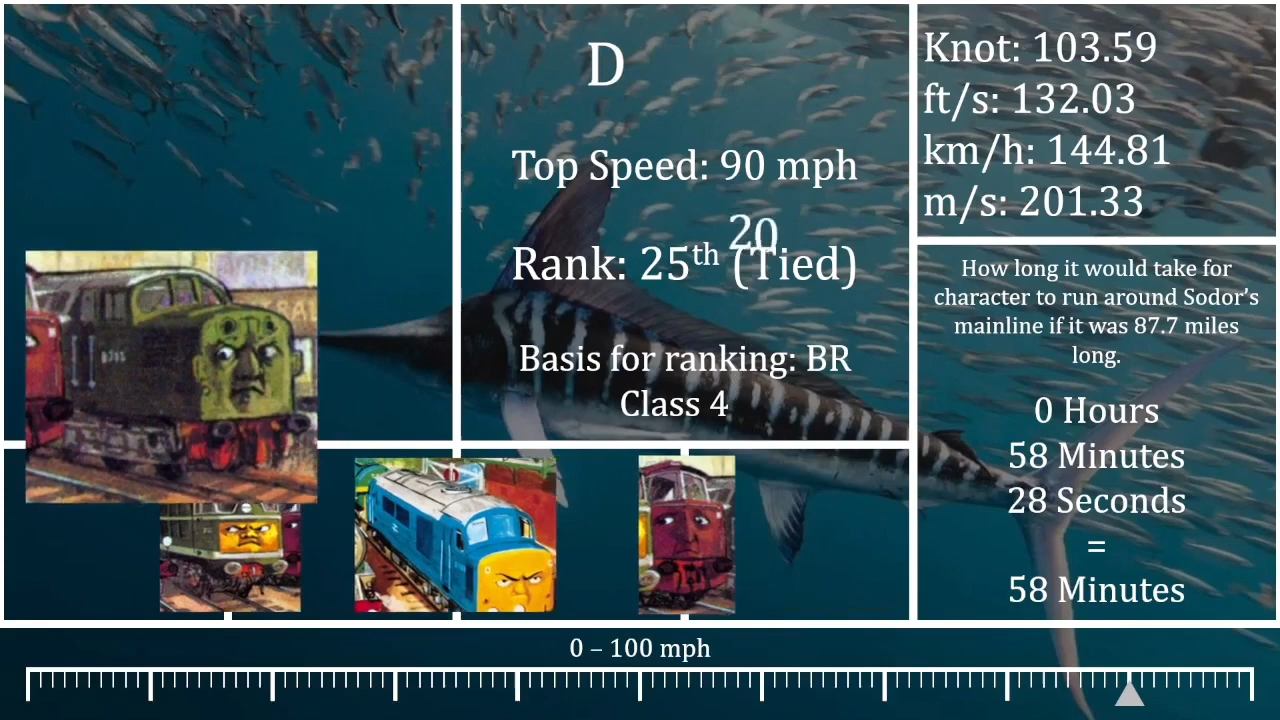 D
Top Speed: 90 mph
20
Rank: 25th (Tied)
Basis for ranking: BR
Class 4
Knot: 103.59
ft/s: 132.03
km/h: 144.81
m/s: 201.33
How long it would take for
character to run around Sodor's
mainline if it was 87.7 miles
long.
0 Hours
58 Minutes
28 Seconds
=
58 Minutes
0 – 100 mph